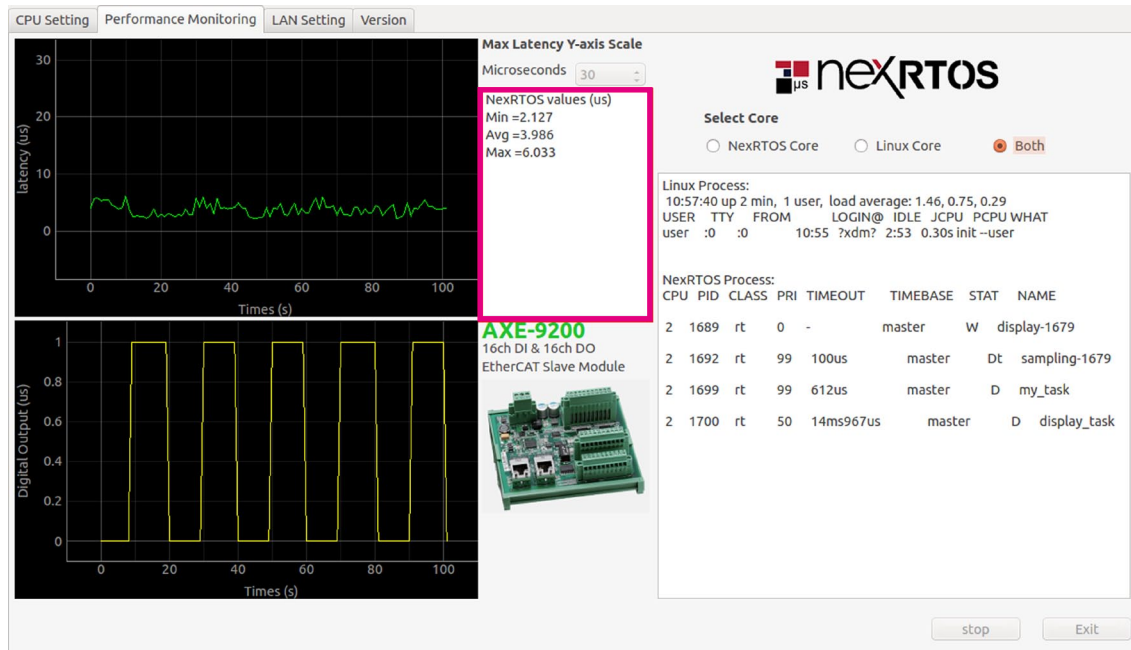 CPU Setting Performance Monitoring LAN Setting Version
30
20
10
0
latency (us)
0 20 40 60 80 100
Times (s)
Max Latency Y-axis Scale
Microseconds 30
NexRTOS values (us)
Min =2.127
Avg =3.986
Max =6.033
1
0.8
0.6
0.4
0.2
0
Digital Output (us)
0 20 40 60 80 100
Times (s)
AXE-9200
16ch DI & 16ch DO
EtherCAT Slave Module
μs nexRTOS
Select Core
NexRTOS Core Linux Core Both
Linux Process:
10:57:40 up 2 min, 1 user, load average: 1.46, 0.75, 0.29
USER TTY FROM LOGIN@ IDLE JCPU PCPU WHAT
user :0 :0 10:55 ?xdm? 2:53 0.30s init --user
NexRTOS Process:
CPU PID CLASS PRI TIMEOUT TIMEBASE STAT NAME
2 1689 rt 0 - master W display-1679
2 1692 rt 99 100us master Dt sampling-1679
2 1699 rt 99 612us master D my_task
2 1700 rt 50 14ms967us master D display_task
stop Exit